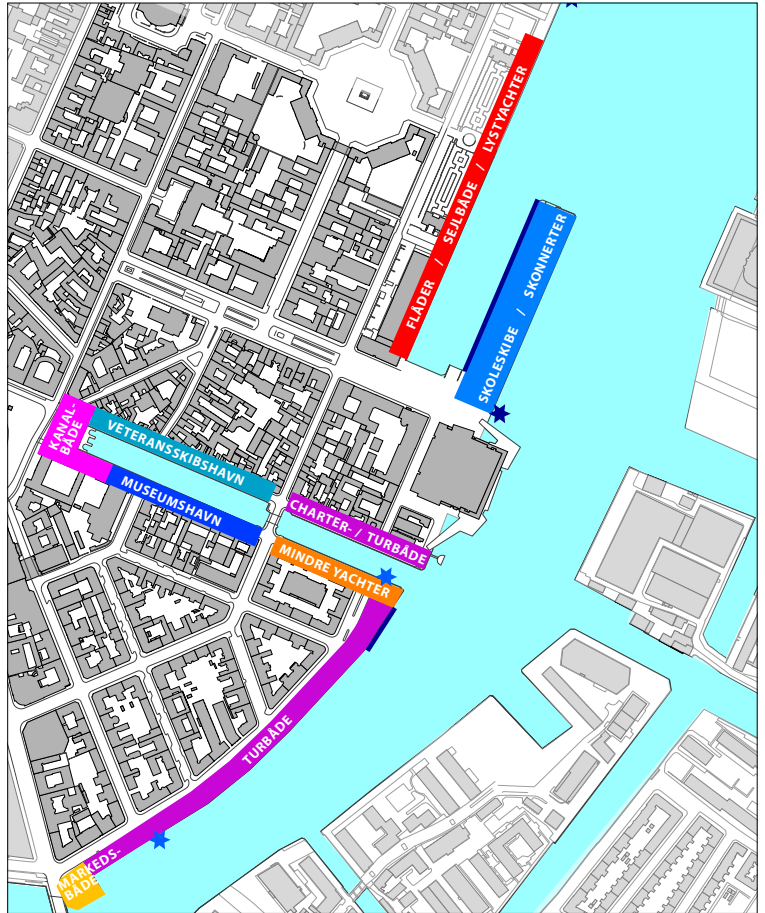 FLÅDER / SEJLBÅDE / LYSTYACHTER
SKOLESKIBE / SKONNERTER
KANAL-
BÅDE
VETERANSSKIBSHAVN
MUSEUMSHAVN
CHARTER- / TURBÅDE
MINDRE YACHTER
TURBÅDE
MARKEDS-
BÅDE